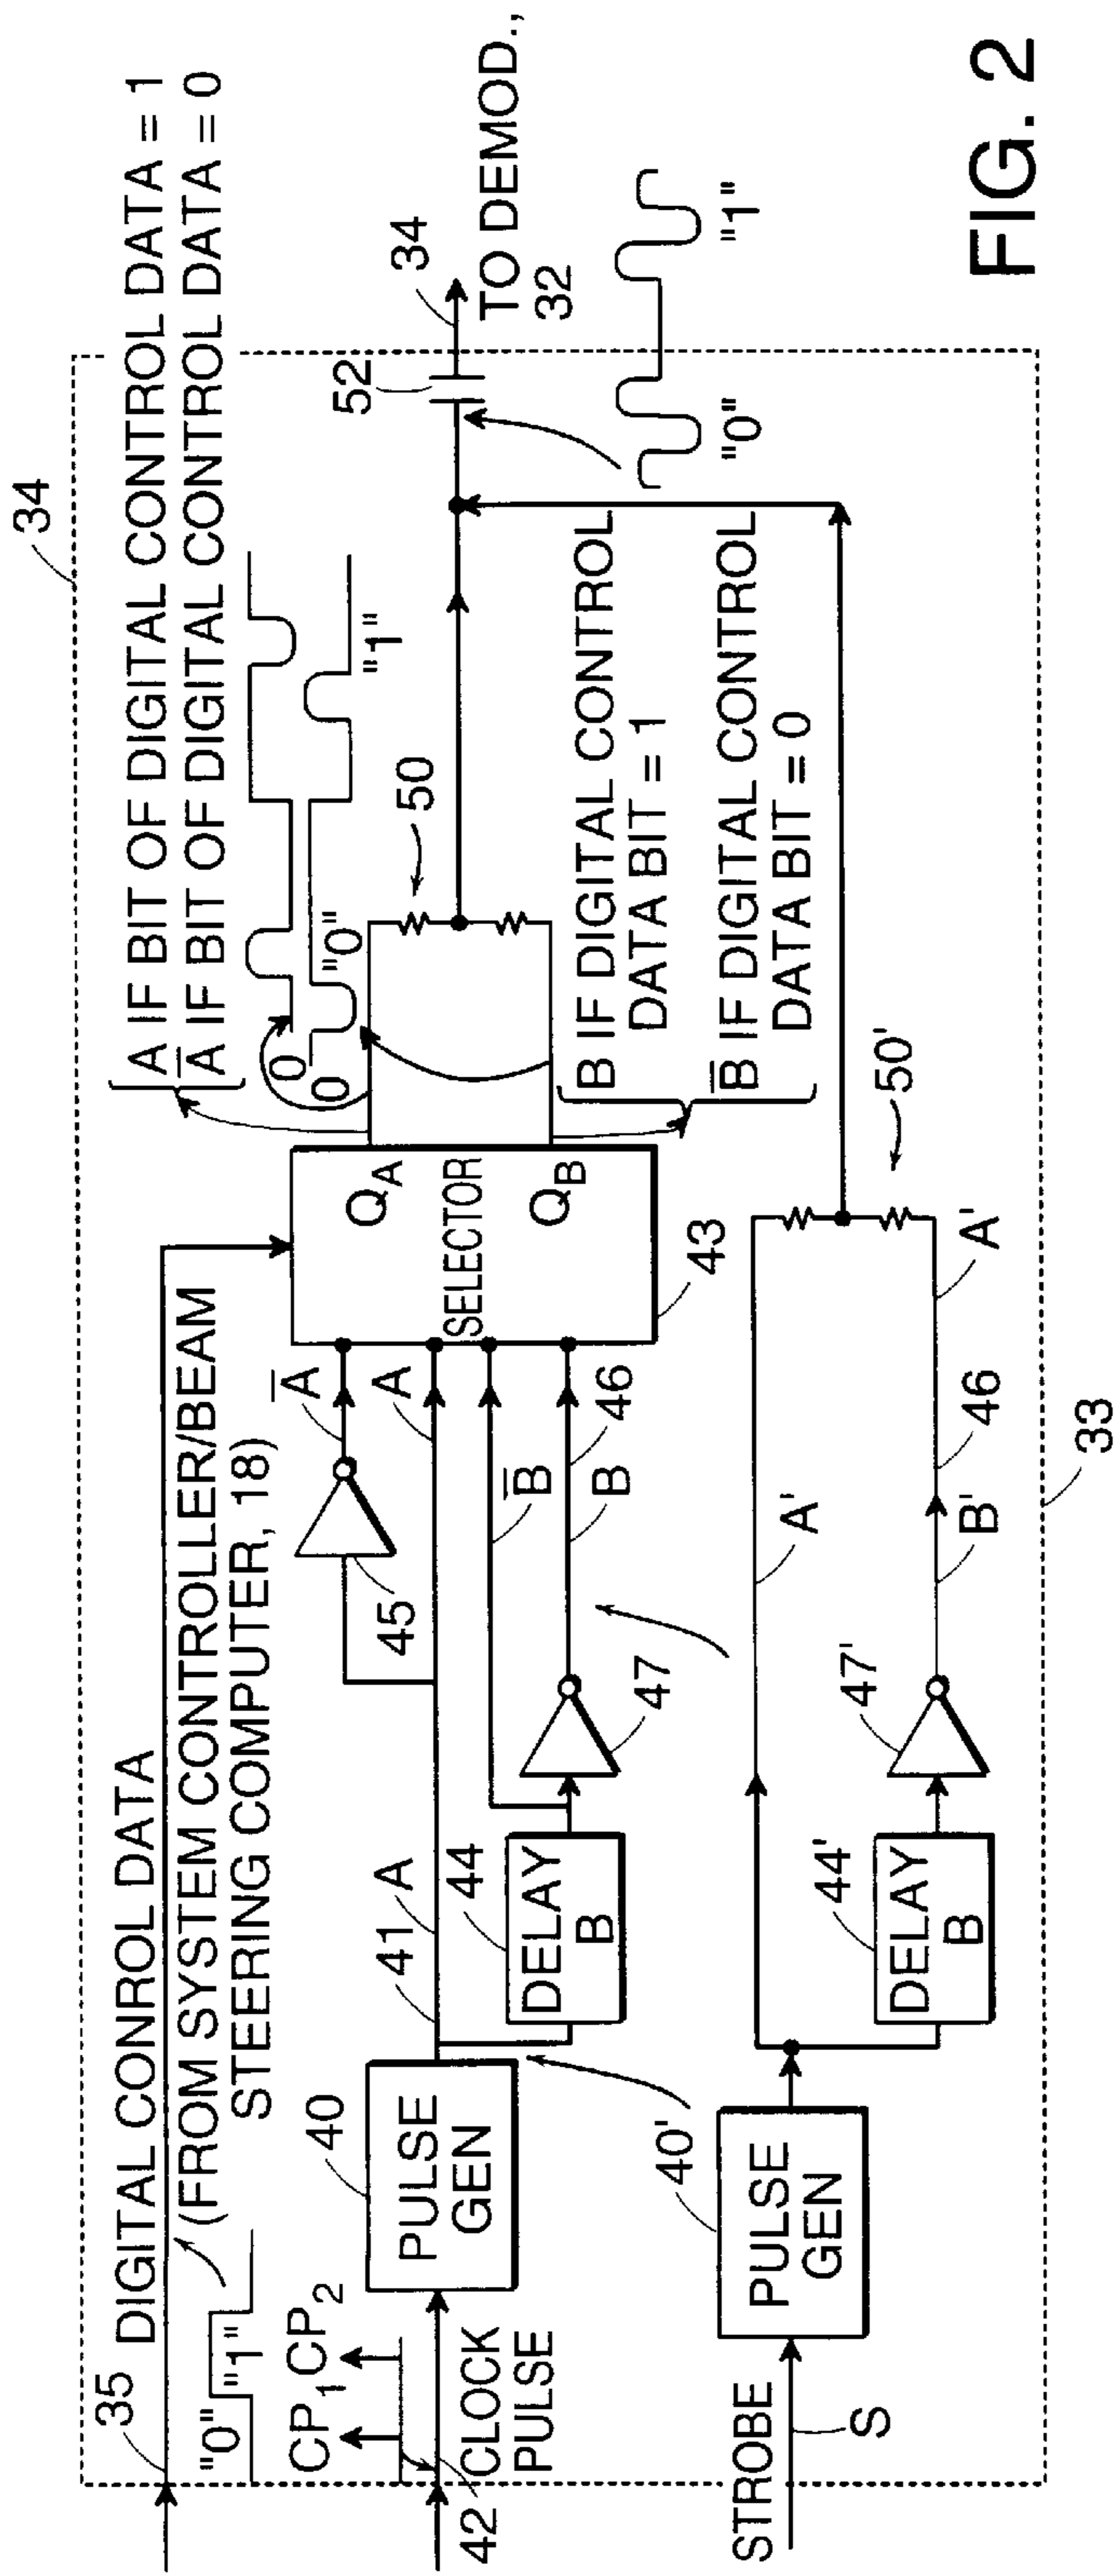 34
35
DIGITAL CONROL DATA
(FROM SYSTEM CONTROLLER/BEAM
STEERING COMPUTER, 18)
"0"
"1"
CP1
CP2
42
CLOCK
PULSE
40
PULSE
GEN
41
A
44
DELAY
B
45
47
A̅
A
B̅
B
46
QA
SELECTOR
QB
43
A IF BIT OF DIGITAL CONTROL DATA = 1
A̅ IF BIT OF DIGITAL CONTROL DATA = 0
0
0
"0"
"1"
50
B IF DIGITAL CONTROL
DATA BIT = 1
B̅ IF DIGITAL CONTROL
DATA BIT = 0
52
34
TO DEMOD.,
32
"0"
"1"
STROBE
S
40'
PULSE
GEN
44'
DELAY
B
47'
A'
B'
46
A'
50'
33
FIG. 2